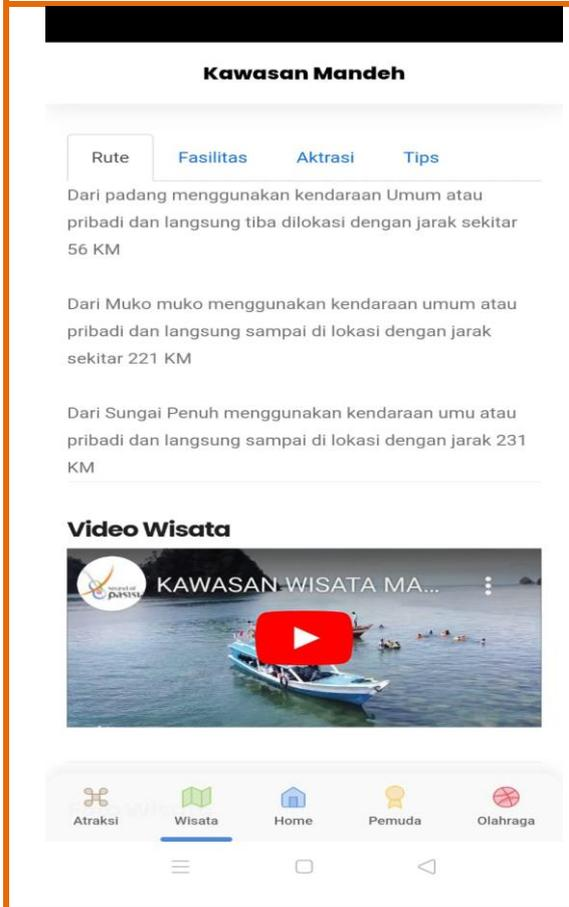 Kawasan Mandeh
Rute Fasilitas Aktrasi Tips
Dari padang menggunakan kendaraan Umum atau
pribadi dan langsung tiba dilokasi dengan jarak sekitar
56 KM
Dari Muko muko menggunakan kendaraan umum atau
pribadi dan langsung sampai di lokasi dengan jarak
sekitar 221 KM
Dari Sungai Penuh menggunakan kendaraan umu atau
pribadi dan langsung sampai di lokasi dengan jarak 231
KM
Video Wisata
sound of
pasisi
KAWASAN WISATA MA...
Atraksi Wisata Home Pemuda Olahraga